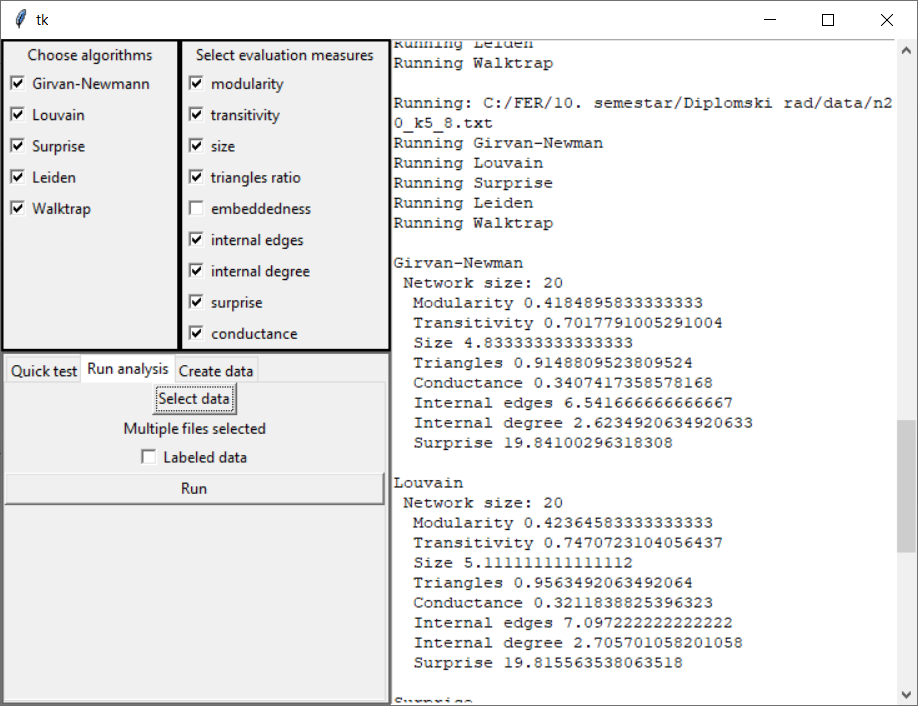 tk
Choose algorithms
Girvan-Newmann
Louvain
Surprise
Leiden
Walktrap
Select evaluation measures
modularity
transitivity
size
triangles ratio
embeddedness
internal edges
internal degree
surprise
conductance
Quick test
Run analysis
Create data
Select data
Multiple files selected
Labeled data
Run
Running Leiden
Running Walktrap
Running: C:/FER/10. semestar/Diplomski rad/data/n2
0_k5_8.txt
Running Girvan-Newman
Running Louvain
Running Surprise
Running Leiden
Running Walktrap
Girvan-Newman
Network size: 20
Modularity 0.4184895833333333
Transitivity 0.7017791005291004
Size 4.833333333333333
Triangles 0.9148809523809524
Conductance 0.3407417358578168
Internal edges 6.541666666666667
Internal degree 2.6234920634920633
Surprise 19.84100296318308
Louvain
Network size: 20
Modularity 0.42364583333333333
Transitivity 0.7470723104056437
Size 5.111111111111112
Triangles 0.9563492063492064
Conductance 0.3211838825396323
Internal edges 7.097222222222222
Internal degree 2.705701058201058
Surprise 19.815563538063518
Surprise